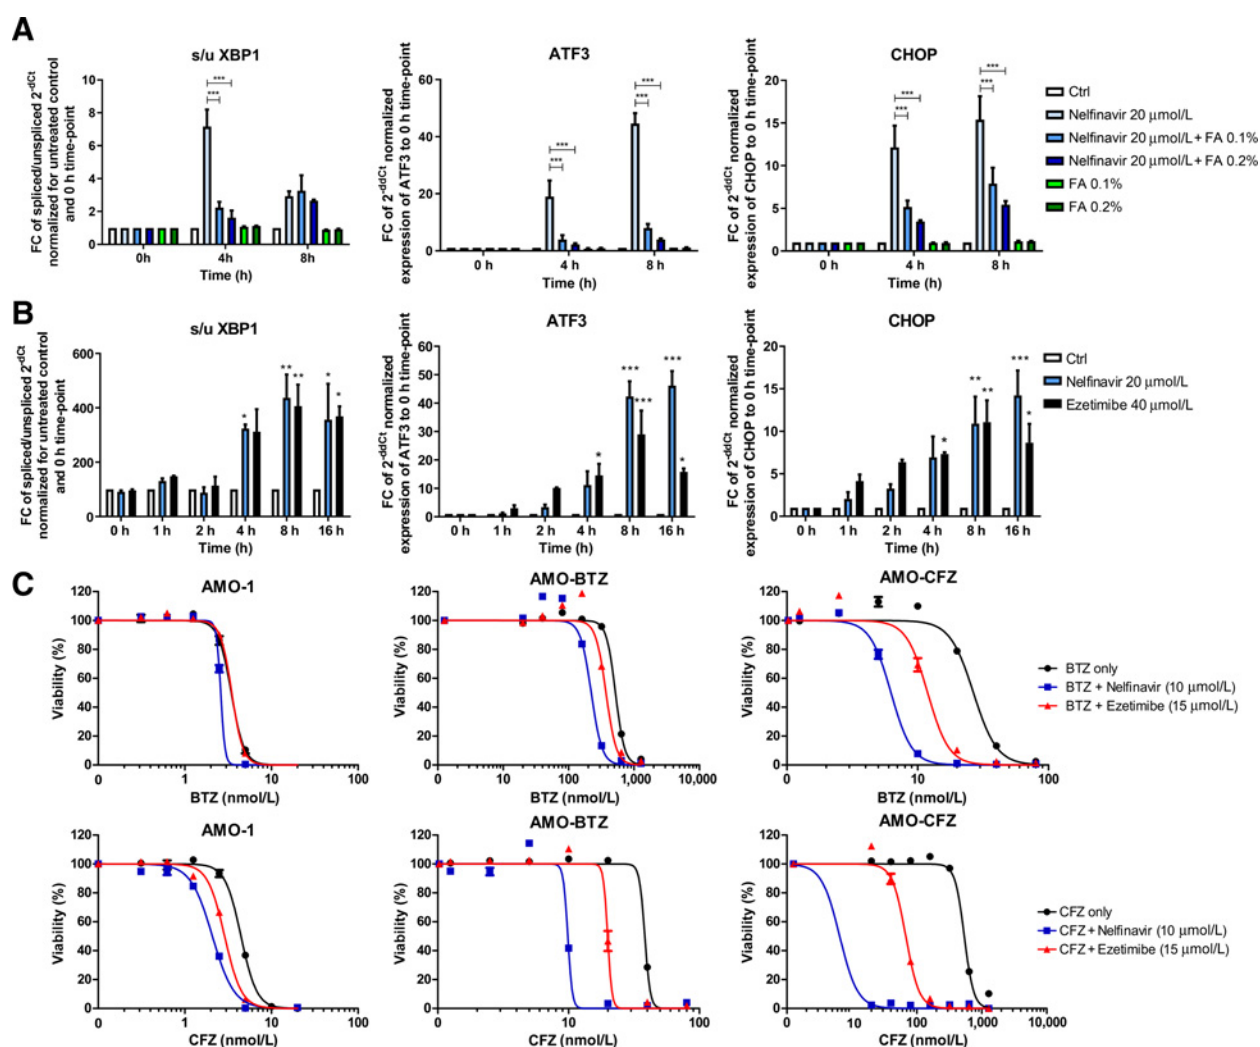 A
s/u XBP1
FC of spliced/unspliced 2^-dCt
normalized for untreated control
and 0 h time-point
10
8
6
4
2
0
***
***
0h
4h
8h
Time (h)
ATF3
FC of 2^-ddCt normalized
expression of ATF3 to 0 h time-point
60
40
20
0
***
***
***
***
0 h
4 h
8 h
Time (h)
CHOP
FC of 2^-ddCt normalized
expression of CHOP to 0 h time-point
20
15
10
5
0
***
***
***
***
0 h
4 h
8 h
Time (h)
Ctrl
Nelfinavir 20 µmol/L
Nelfinavir 20 µmol/L + FA 0.1%
Nelfinavir 20 µmol/L + FA 0.2%
FA 0.1%
FA 0.2%
B
s/u XBP1
FC of spliced/unspliced 2^-dCt
normalized for untreated control
and 0 h time-point
600
400
200
0
*
**
**
*
*
0 h
1 h
2 h
4 h
8 h
16 h
Time (h)
ATF3
FC of 2^-ddCt normalized
expression of ATF3 to 0 h time-point
60
50
40
30
20
10
0
*
***
***
***
*
0 h
1 h
2 h
4 h
8 h
16 h
Time (h)
CHOP
FC of 2^-ddCt normalized
expression of CHOP to 0 h time-point
20
15
10
5
0
*
**
**
***
*
0 h
1 h
2 h
4 h
8 h
16 h
Time (h)
Ctrl
Nelfinavir 20 µmol/L
Ezetimibe 40 µmol/L
C
AMO-1
Viability (%)
120
100
80
60
40
20
0
0
1
10
100
BTZ (nmol/L)
AMO-BTZ
Viability (%)
120
100
80
60
40
20
0
0
10
100
1,000
10,000
BTZ (nmol/L)
AMO-CFZ
Viability (%)
120
100
80
60
40
20
0
0
10
100
BTZ (nmol/L)
BTZ only
BTZ + Nelfinavir (10 µmol/L)
BTZ + Ezetimibe (15 µmol/L)
AMO-1
Viability (%)
120
100
80
60
40
20
0
0
1
10
100
CFZ (nmol/L)
AMO-BTZ
Viability (%)
120
100
80
60
40
20
0
0
10
100
CFZ (nmol/L)
AMO-CFZ
Viability (%)
120
100
80
60
40
20
0
0
10
100
1,000
10,000
CFZ (nmol/L)
CFZ only
CFZ + Nelfinavir (10 µmol/L)
CFZ + Ezetimibe (15 µmol/L)